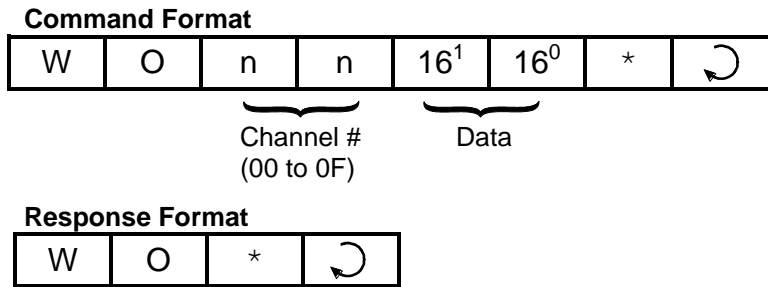 Command Format
W O n n 16¹ 16⁰ *
Channel # Data
(00 to 0F)
Response Format
W O *